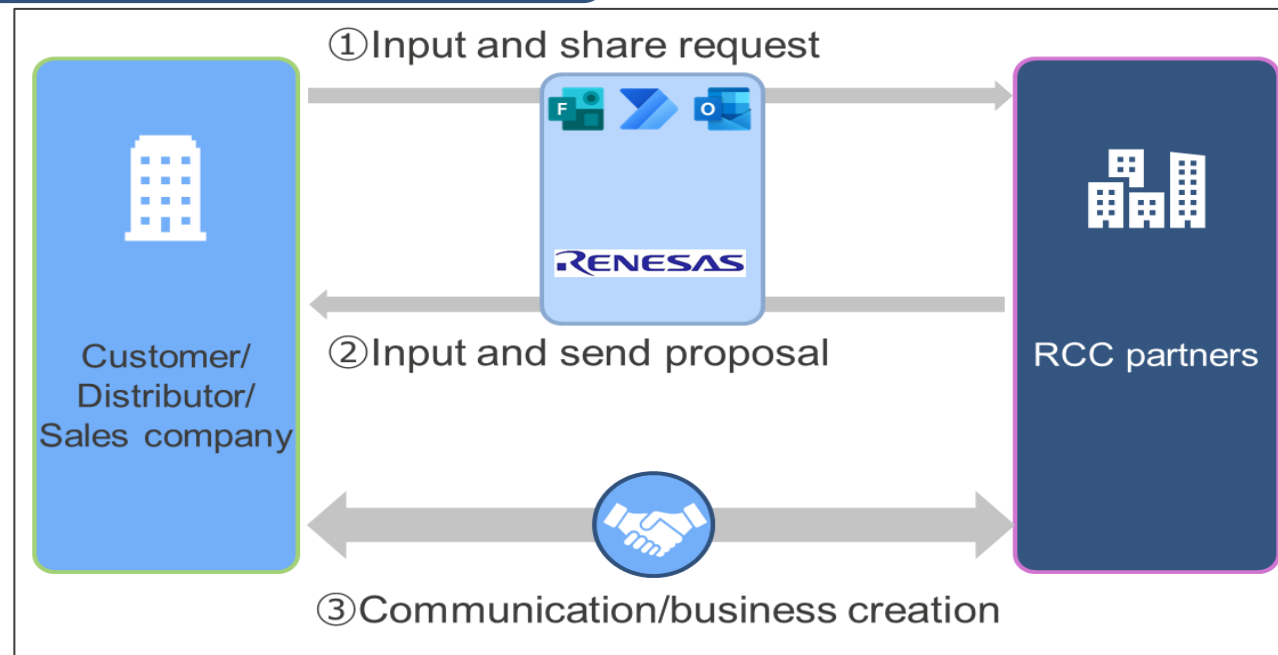 ①Input and share request
F
O
RENESAS
②Input and send proposal
Customer/
Distributor/
Sales company
RCC partners
③Communication/business creation